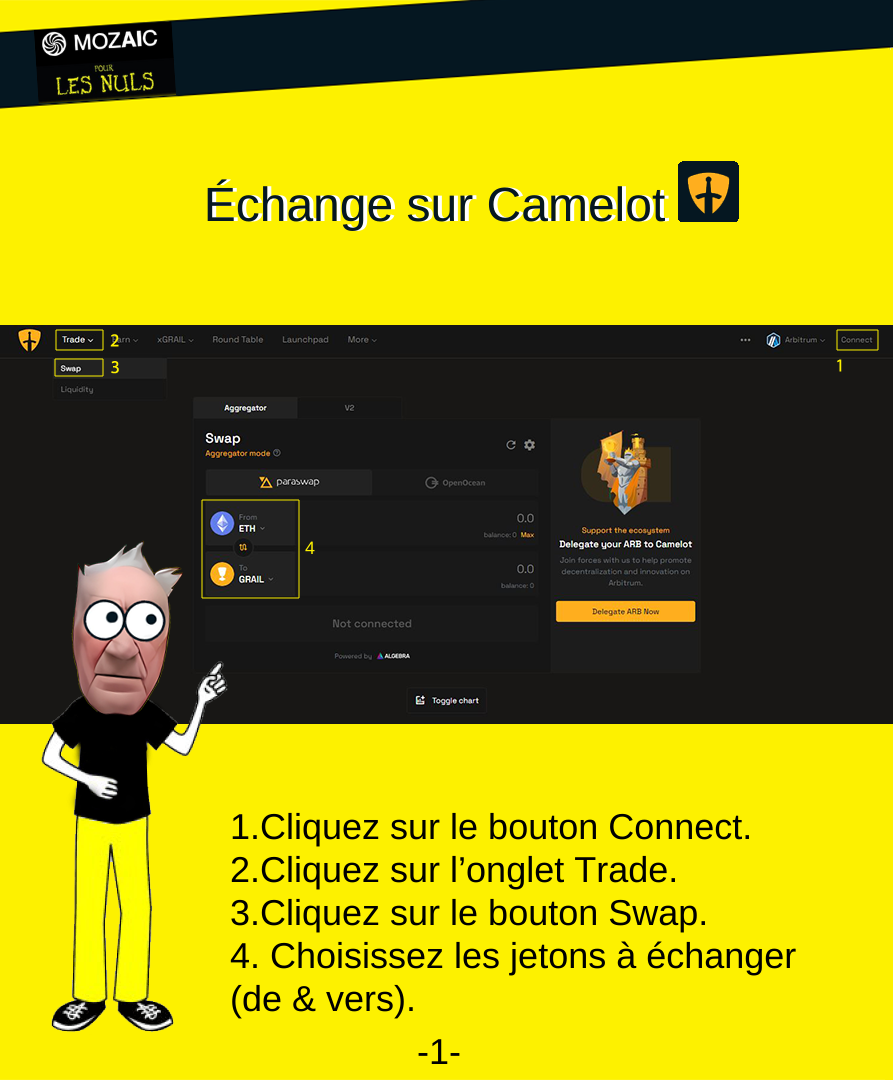 MOZAIC
POUR
LES NULS
Échange sur Camelot
Trade
2
xGRAIL
Round Table
Launchpad
More
Arbitrum
Connect
Swap
3
1
Liquidity
Aggregator
V2
Swap
Aggregator mode
paraswap
OpenOcean
From
ETH
0.0
balance: 0 Max
4
To
GRAIL
0.0
balance: 0
Not connected
Powered by ALGEBRA
Support the ecosystem
Delegate your ARB to Camelot
Join forces with us to help promote
decentralization and innovation on
Arbitrum.
Delegate ARB Now
Toggle chart
1.Cliquez sur le bouton Connect.
2.Cliquez sur l’onglet Trade.
3.Cliquez sur le bouton Swap.
4. Choisissez les jetons à échanger
(de & vers).
-1-